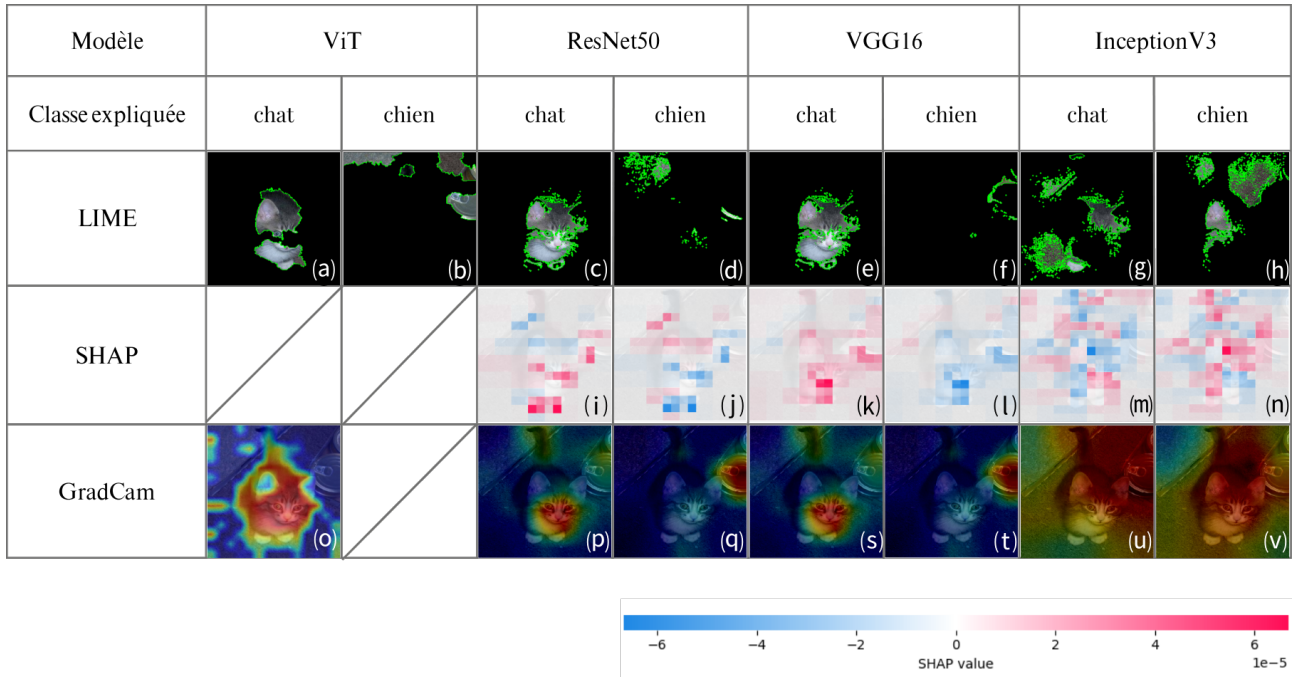 Modèle ViT ResNet50 VGG16 InceptionV3
Classe expliquée chat chien chat chien chat chien chat chien
LIME (a) (b) (c) (d) (e) (f) (g) (h)
SHAP (i) (j) (k) (l) (m) (n)
GradCam (o) (p) (q) (s) (t) (u) (v)
−6 −4 −2 0 2 4 6
SHAP value 1e−5